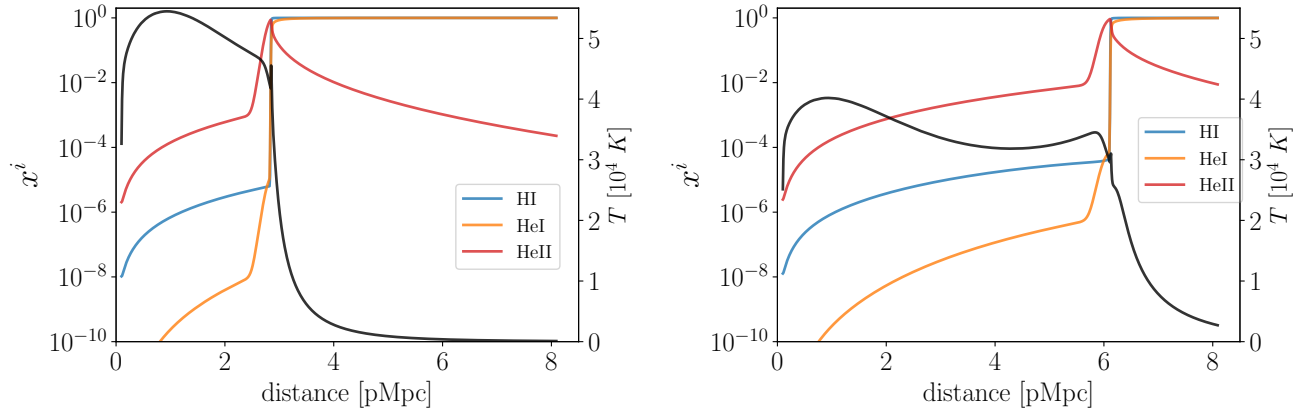 10^0
10^{-2}
10^{-4}
10^{-6}
10^{-8}
10^{-10}
x^i
0 2 4 6 8
distance [pMpc]
5
4
3
2
1
0
T [10^4 K]
HI
HeI
HeII
10^0
10^{-2}
10^{-4}
10^{-6}
10^{-8}
10^{-10}
x^i
0 2 4 6 8
distance [pMpc]
5
4
3
2
1
0
T [10^4 K]
HI
HeI
HeII